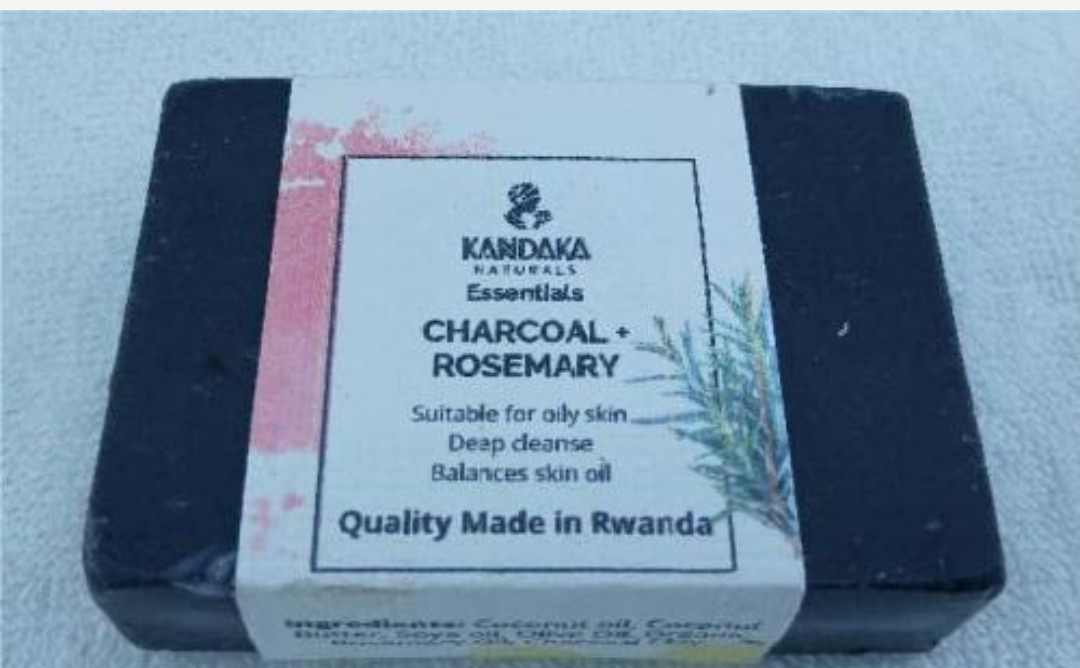 KANDAKA
NATURALS
Essentials
CHARCOAL +
ROSEMARY
Suitable for oily skin
Deep cleanse
Balances skin oil
Quality Made in Rwanda
Ingredients: Coconut oil, Coconut
Butter, Soya oil, Olive Oil,